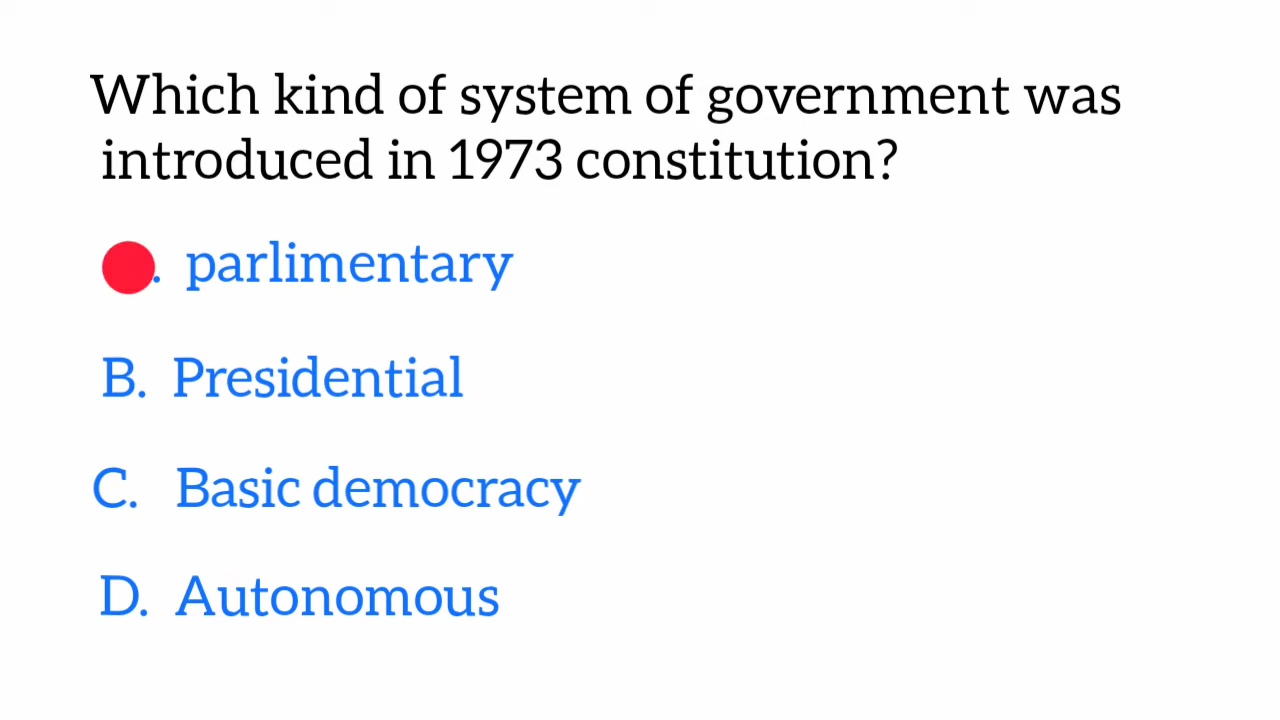 Which kind of system of government was
introduced in 1973 constitution?
. parlimentary
B. Presidential
C. Basic democracy
D. Autonomous